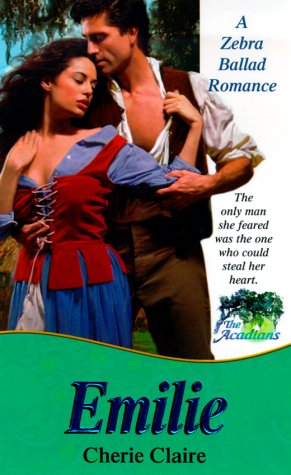 A
Zebra
Ballad
Romance
The
only man
she feared
was the one
who could
steal her
heart.
The
Acadians
Emilie
Cherie Claire